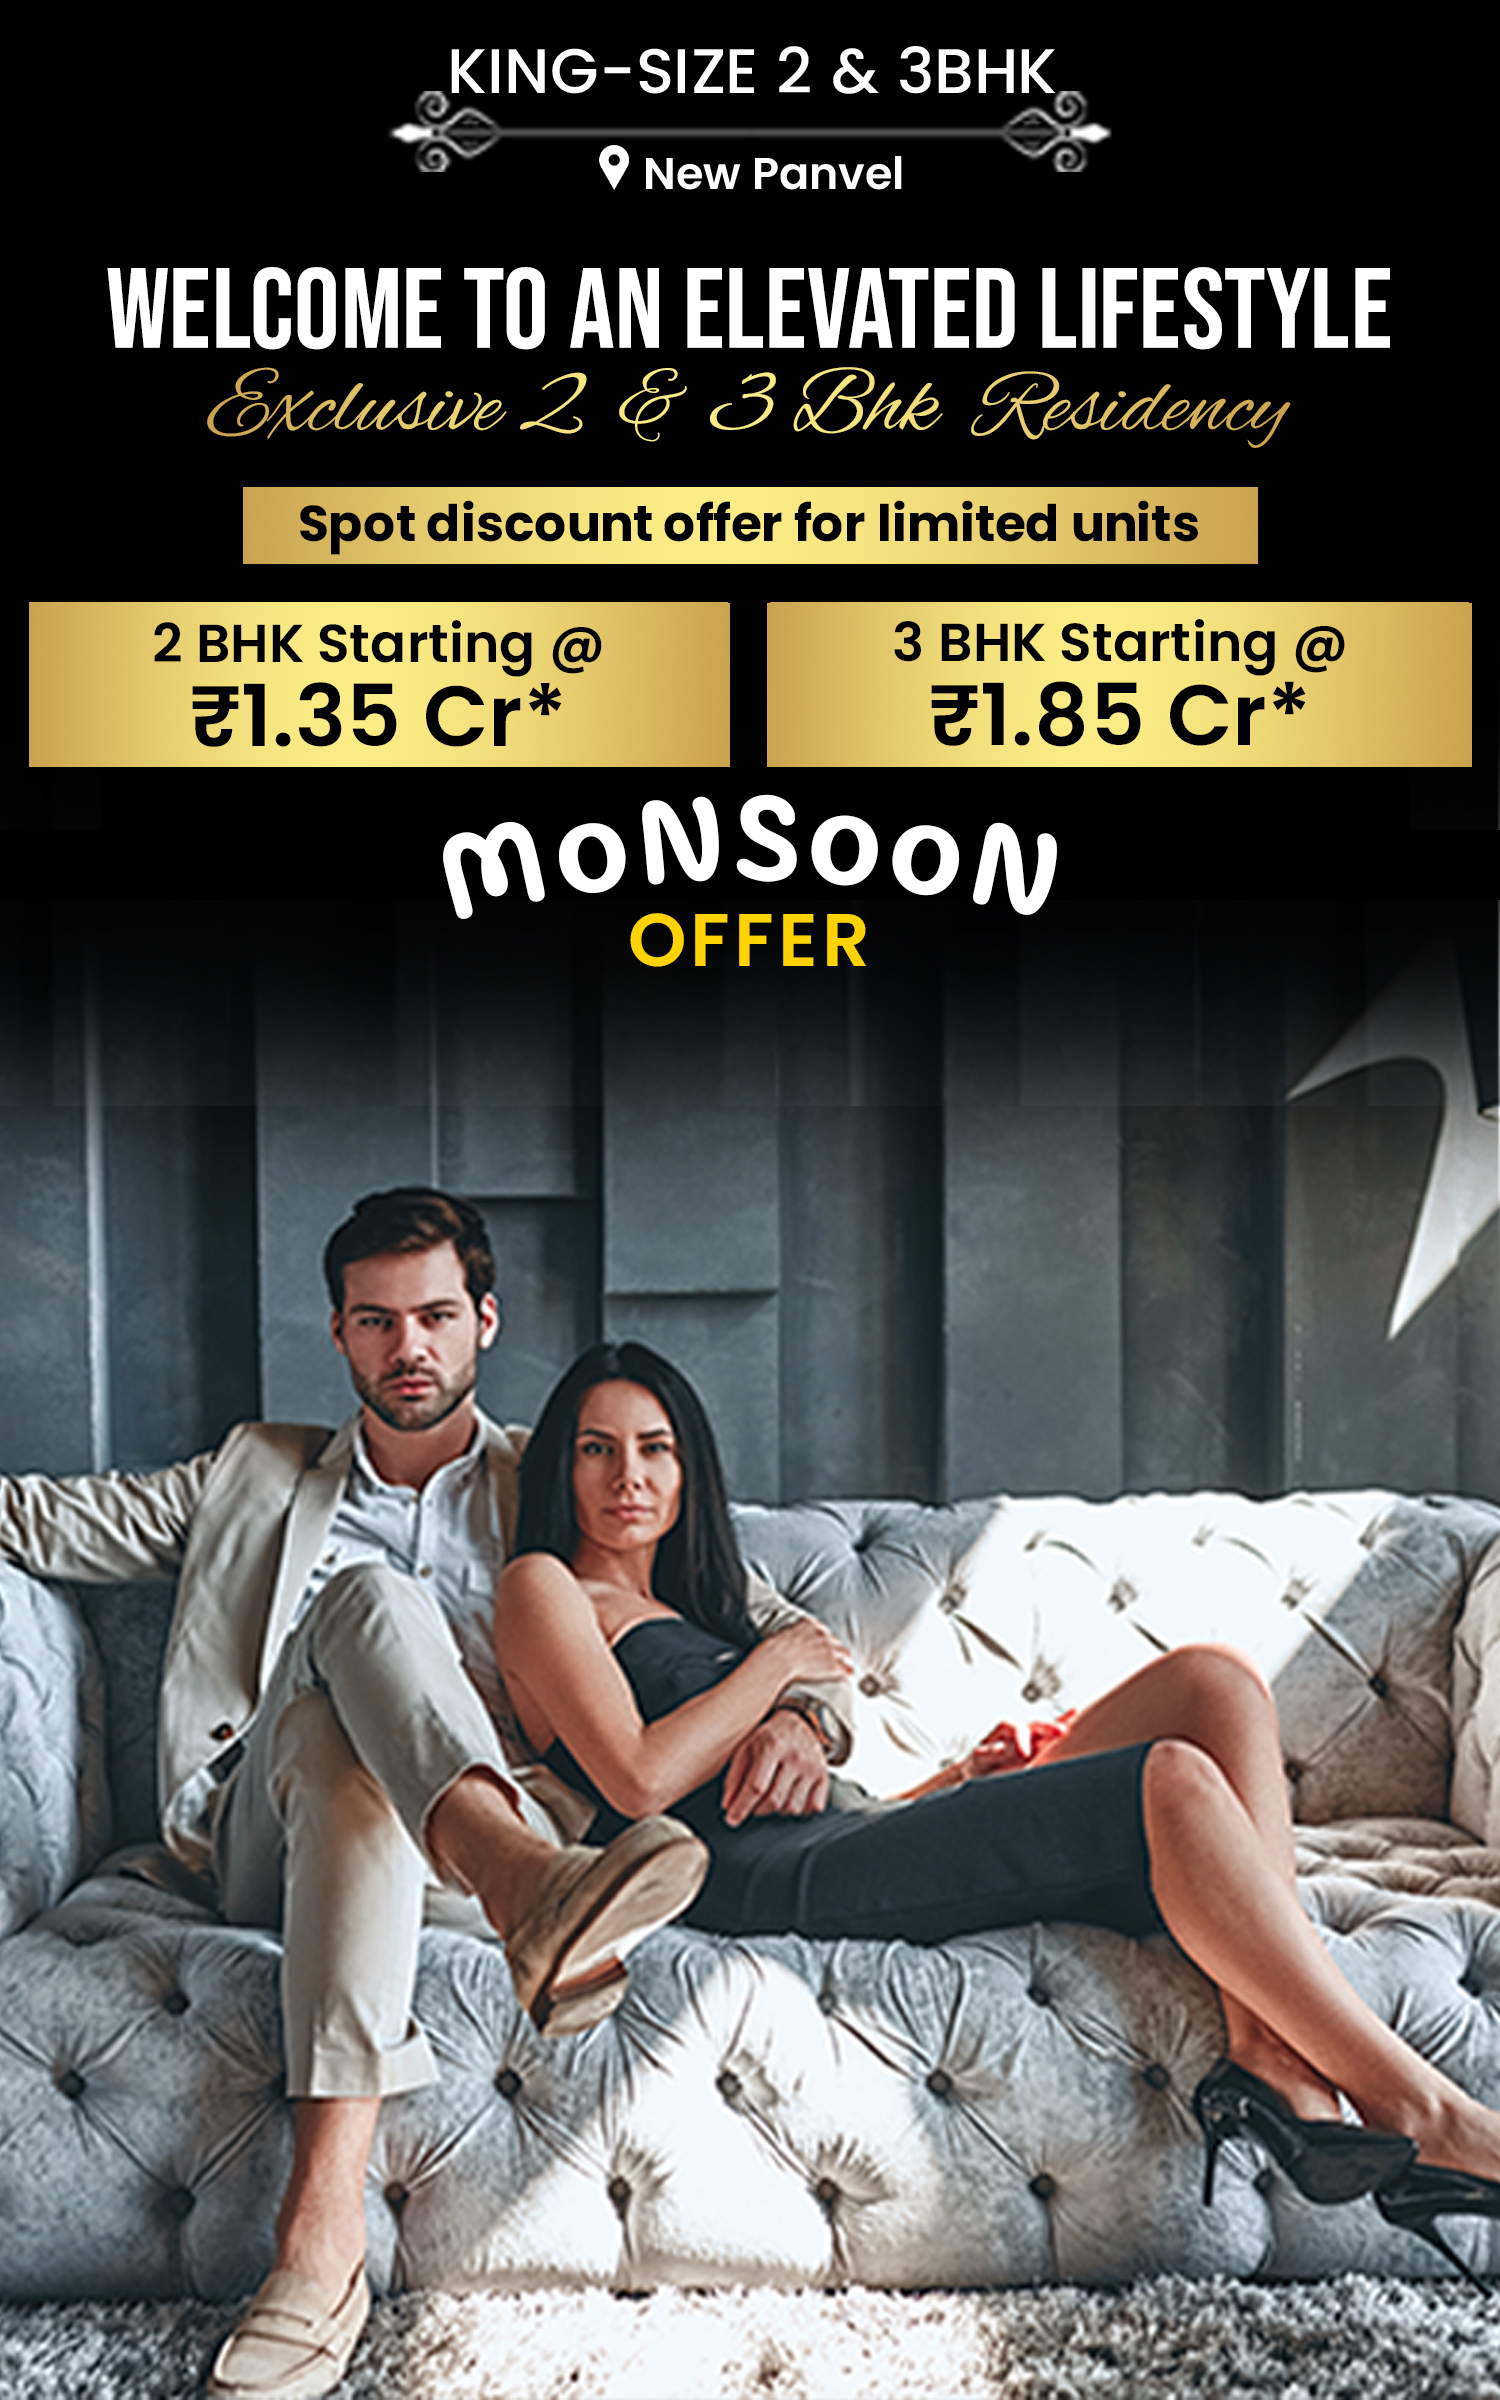 KING-SIZE 2 & 3BHK
New Panvel
WELCOME TO AN ELEVATED LIFESTYLE
Exclusive 2 & 3 Bhk Residency
Spot discount offer for limited units
2 BHK Starting @
₹1.35 Cr*
3 BHK Starting @
₹1.85 Cr*
MONSOON
OFFER